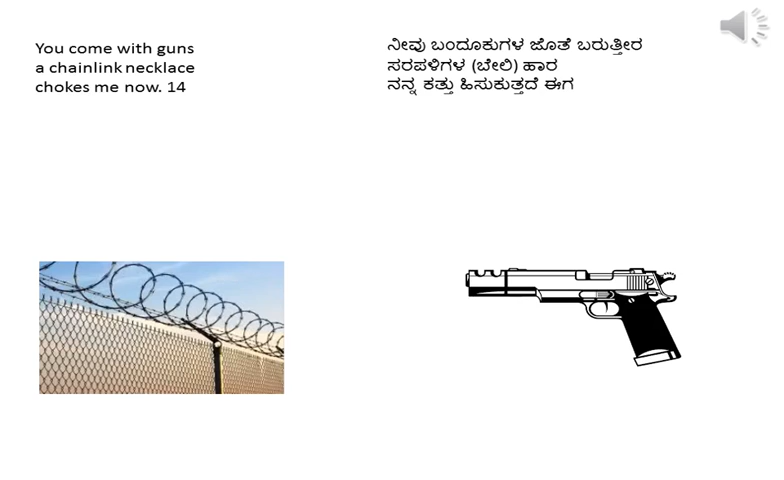 You come with guns
a chainlink necklace
chokes me now. 14
ನೀವು ಬಂದೂಕುಗಳ ಜೊತೆ ಬರುತ್ತೀರ
ಸರಪಳಿಗಳ (ಬೇಲಿ) ಹಾರ
ನನ್ನ ಕತ್ತು ಹಿಸುಕುತ್ತದೆ ಈಗ